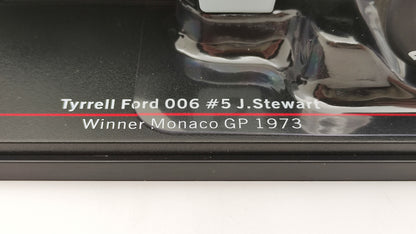 Tyrrell Ford 006 #5 J.Stewart
Winner Monaco GP 1973